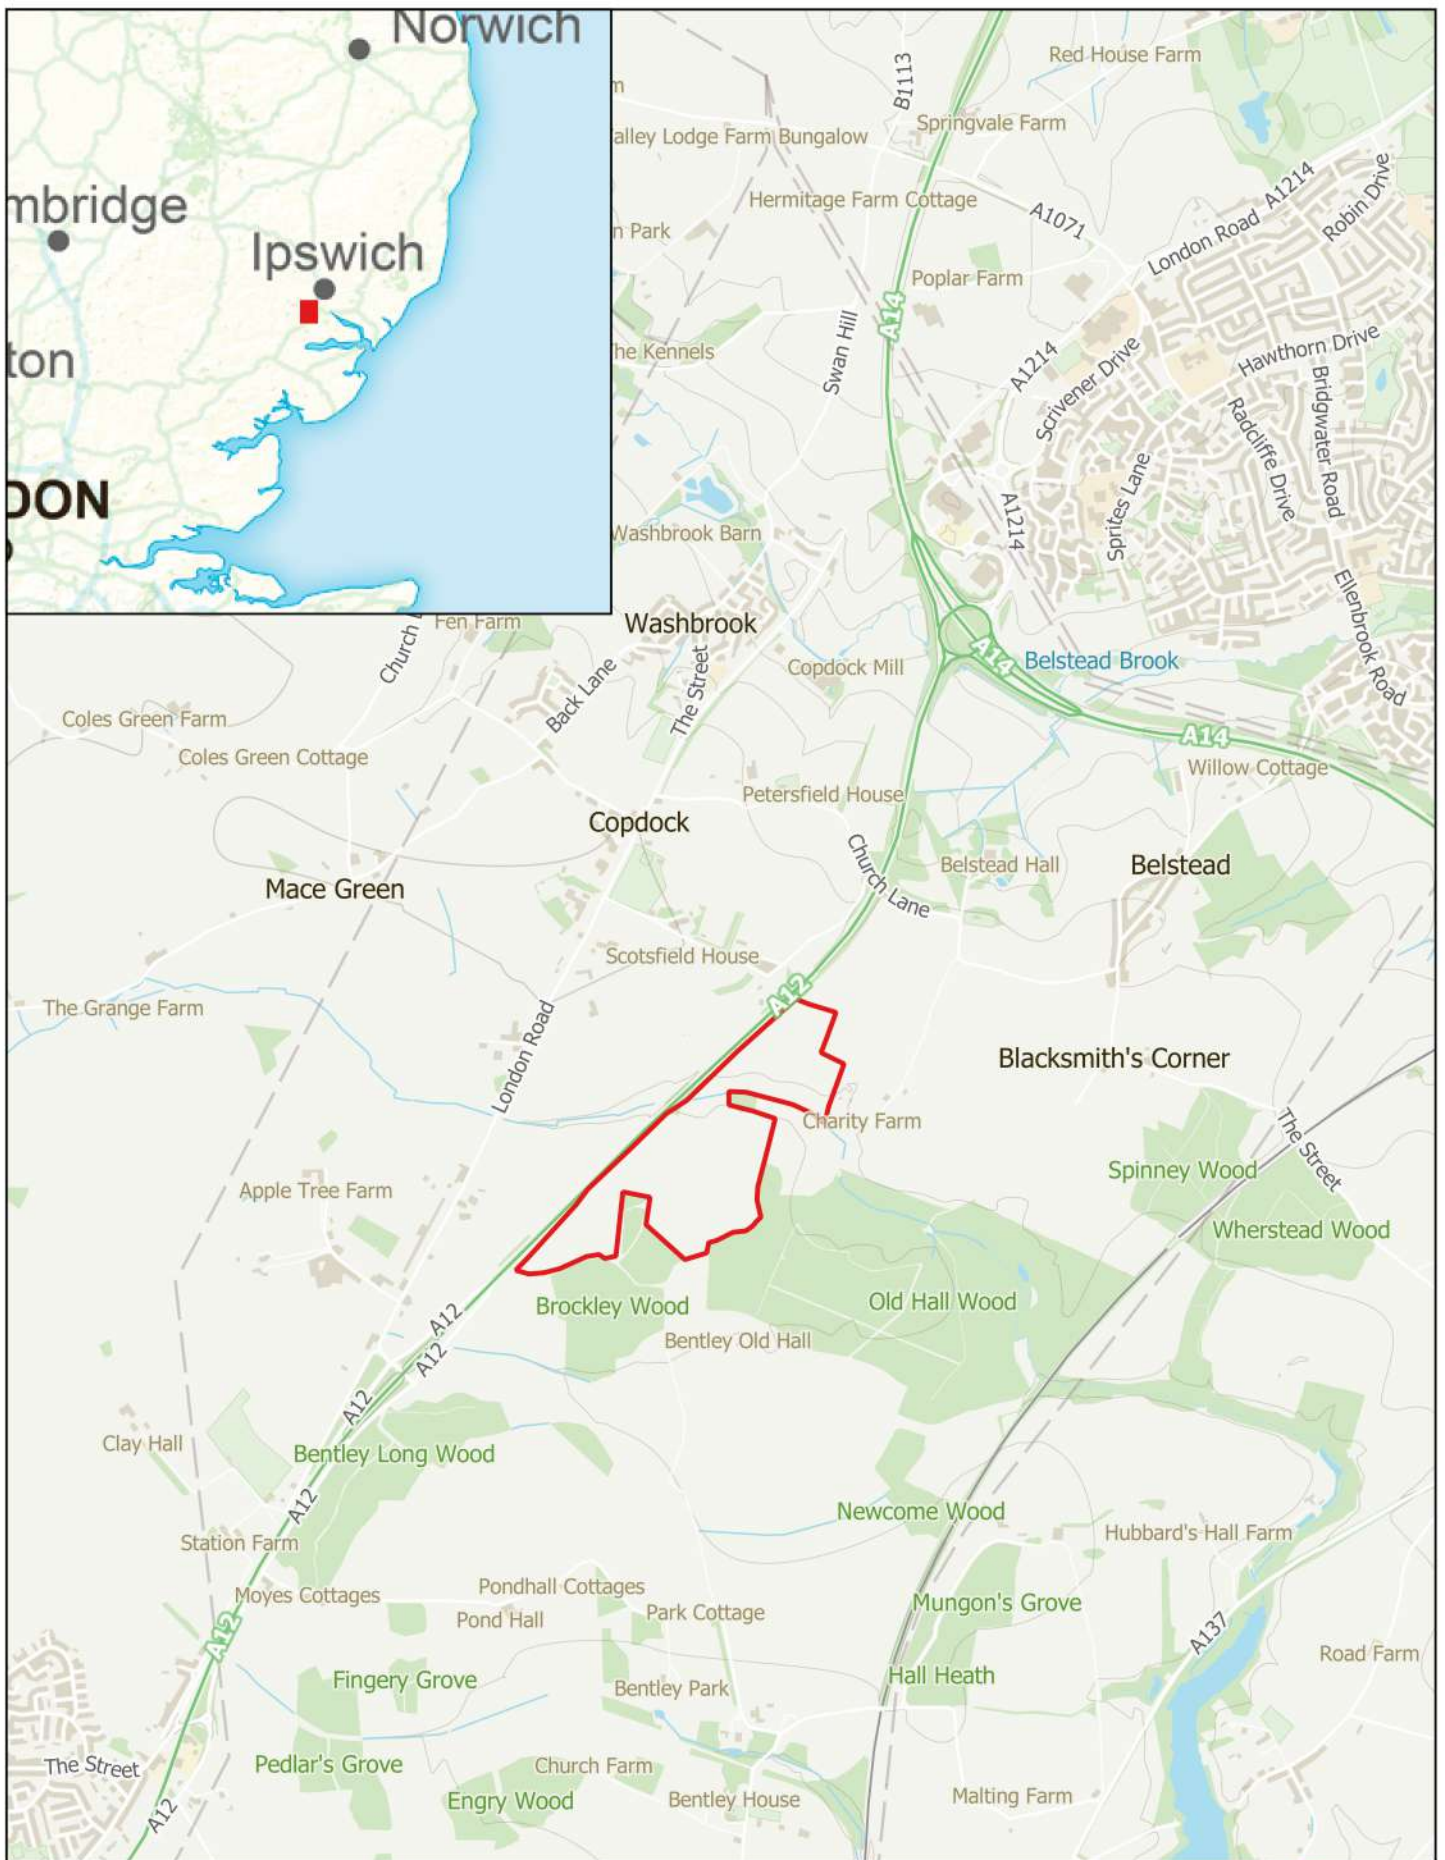 Norwich
mbridge
Ipswich
ton
DON
B1113
Red House Farm
Springvale Farm
alley Lodge Farm Bungalow
Hermitage Farm Cottage
A1071
London Road
A1214
Robin Drive
n Park
Poplar Farm
A14
Swan Hill
he Kennels
A1214
Scrivener Drive
Hawthorn Drive
Radcliffe Drive
Bridgwater Road
Sprites Lane
A1214
Washbrook Barn
Ellenbrook Road
Fen Farm
Washbrook
Church
Back Lane
The Street
Copdock Mill
A14
Belstead Brook
Coles Green Farm
Coles Green Cottage
A14
Willow Cottage
Petersfield House
Copdock
Church Lane
Belstead Hall
Belstead
Mace Green
Scotsfield House
A12
The Grange Farm
London Road
Blacksmith's Corner
Charity Farm
The Street
Spinney Wood
Apple Tree Farm
Wherstead Wood
Brockley Wood
Old Hall Wood
A12
A12
Bentley Old Hall
A12
Clay Hall
Bentley Long Wood
A12
Newcome Wood
Hubbard's Hall Farm
Station Farm
Moyes Cottages
Pondhall Cottages
Pond Hall
Park Cottage
Mungon's Grove
A137
A12
Road Farm
Fingery Grove
Bentley Park
Hall Heath
The Street
Pedlar's Grove
Church Farm
Engry Wood
Bentley House
Malting Farm
A12